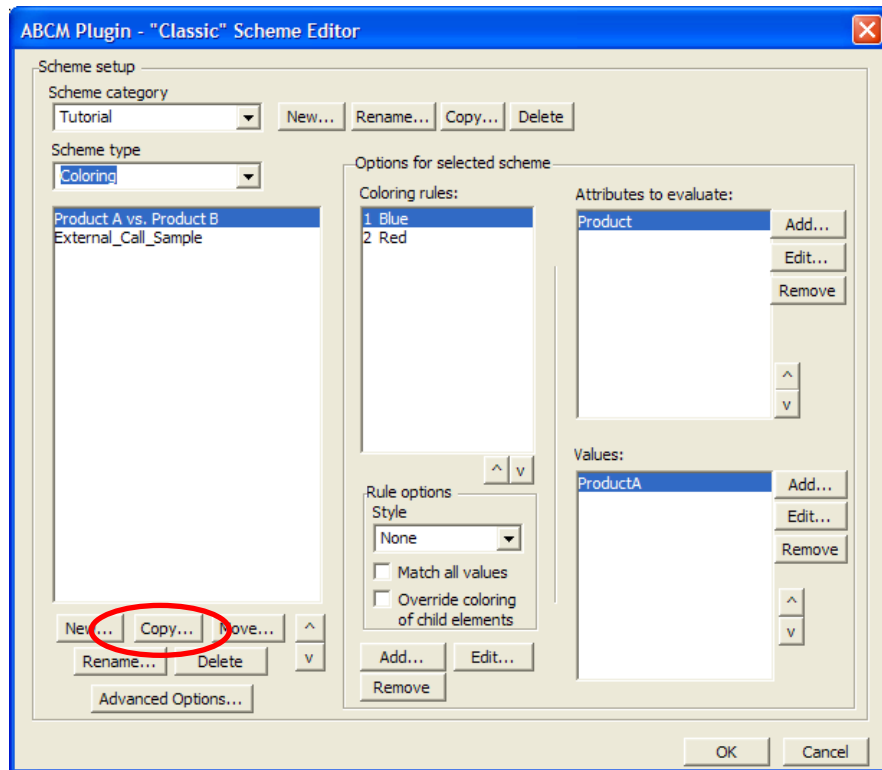 ABCM Plugin - "Classic" Scheme Editor
Scheme setup
Scheme category
Tutorial
New... Rename... Copy... Delete
Scheme type
Coloring
Product A vs. Product B
External_Call_Sample
New... Copy... Move... ^
Rename... Delete v
Advanced Options...
Options for selected scheme
Coloring rules:
1 Blue
2 Red
^ v
Rule options
Style
None
Match all values
Override coloring
of child elements
Add... Edit...
Remove
Attributes to evaluate:
Product
Add...
Edit...
Remove
^
v
Values:
ProductA
Add...
Edit...
Remove
^
v
OK Cancel